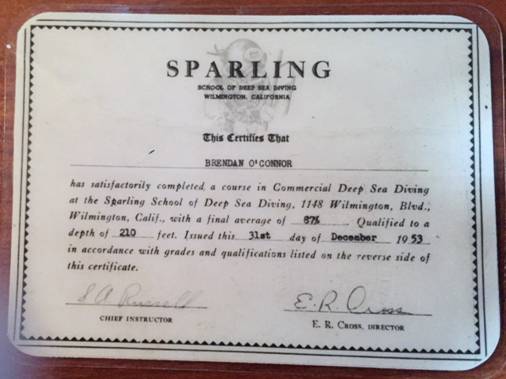 SPARLING
SCHOOL OF DEEP SEA DIVING
WILMINGTON, CALIFORNIA
This Certifies That
BRENDAN O'CONNOR
has satisfactorily completed a course in Commercial Deep Sea Diving
at the Sparling School of Deep Sea Diving, 1148 Wilmington, Blvd.,
Wilmington, Calif., with a final average of 87%. Qualified to a
depth of 210 feet. Issued this 31st day of December 1953
in accordance with grades and qualifications listed on the reverse side of
this certificate.
S A Russell E.R. Cross
CHIEF INSTRUCTOR E. R. CROSS, DIRECTOR